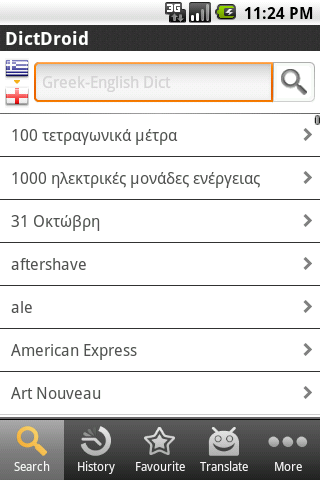 3G
11:24 PM
DictDroid
Greek-English Dict
100 τετραγωνικά μέτρα
1000 ηλεκτρικές μονάδες ενέργειας
31 Οκτώβρη
aftershave
ale
American Express
Art Nouveau
Search History Favourite Translate More